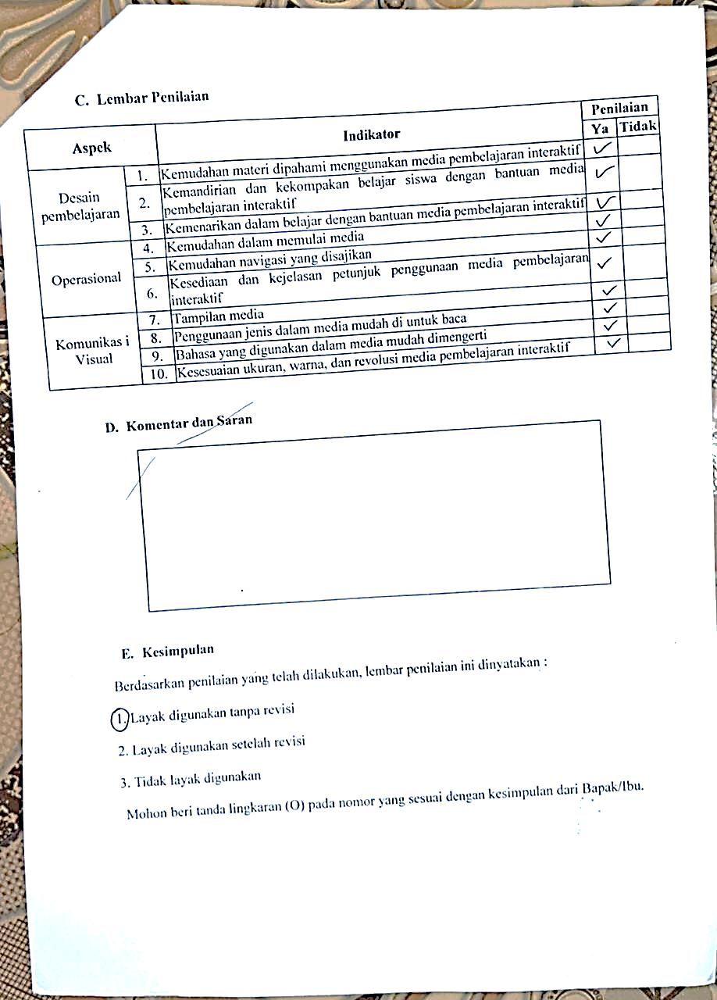 C. Lembar Penilaian
Aspek Indikator Penilaian
Ya Tidak
Desain pembelajaran
1. Kemudahan materi dipahami menggunakan media pembelajaran interaktif ✓
2. Kemandirian dan kekompakan belajar siswa dengan bantuan media
pembelajaran interaktif ✓
3. Kemenarikan dalam belajar dengan bantuan media pembelajaran interaktif ✓
Operasional
4. Kemudahan dalam memulai media ✓
5. Kemudahan navigasi yang disajikan ✓
6. Kesediaan dan kejelasan petunjuk penggunaan media pembelajaran
interaktif ✓
Komunikas i
Visual
7. Tampilan media ✓
8. Penggunaan jenis dalam media mudah di untuk baca ✓
9. Bahasa yang digunakan dalam media mudah dimengerti ✓
10. Kesesuaian ukuran, warna, dan revolusi media pembelajaran interaktif ✓
D. Komentar dan Saran
E. Kesimpulan
Berdasarkan penilaian yang telah dilakukan, lembar penilaian ini dinyatakan :
1. Layak digunakan tanpa revisi
2. Layak digunakan setelah revisi
3. Tidak layak digunakan
Mohon beri tanda lingkaran (O) pada nomor yang sesuai dengan kesimpulan dari Bapak/Ibu.